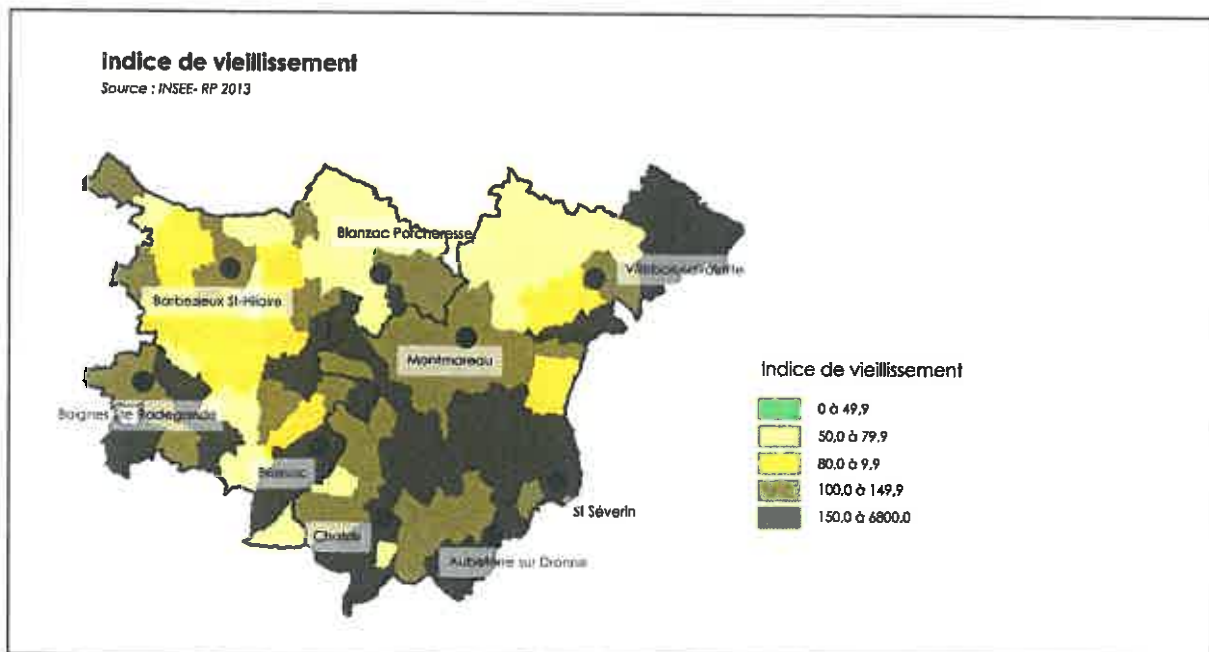 Indice de vieillissement
Source : INSEE- RP 2013
Blanzac Porcheresse
Barbezieux St-Hilaire
Montmoreau
Baignes Ste Radegonde
Chalais
St Séverin
Aubeterre sur Dronne
Indice de vieillissement
0 à 49,9
50,0 à 79,9
80,0 à 9,9
100,0 à 149,9
150,0 à 6800,0